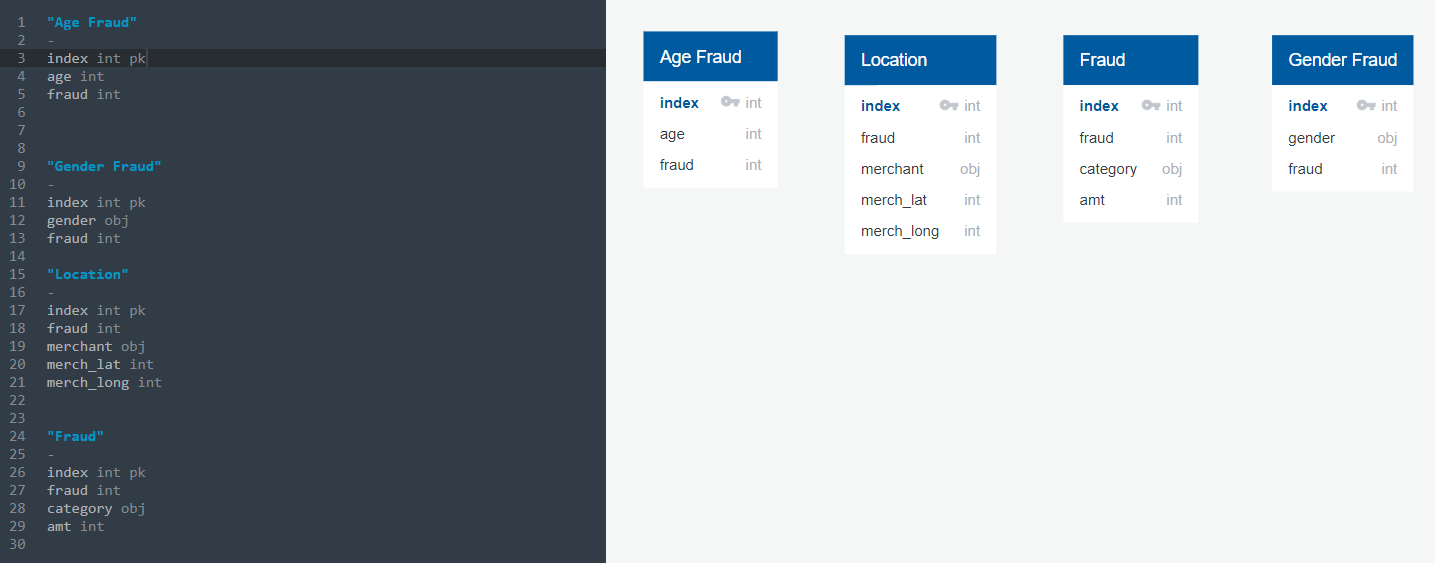 1 "Age Fraud"
2 -
3 index int pk
4 age int
5 fraud int
6
7
8
9 "Gender Fraud"
10 -
11 index int pk
12 gender obj
13 fraud int
14
15 "Location"
16 -
17 index int pk
18 fraud int
19 merchant obj
20 merch_lat int
21 merch_long int
22
23
24 "Fraud"
25 -
26 index int pk
27 fraud int
28 category obj
29 amt int
30
Age Fraud
index int
age int
fraud int
Location
index int
fraud int
merchant obj
merch_lat int
merch_long int
Fraud
index int
fraud int
category obj
amt int
Gender Fraud
index int
gender obj
fraud int